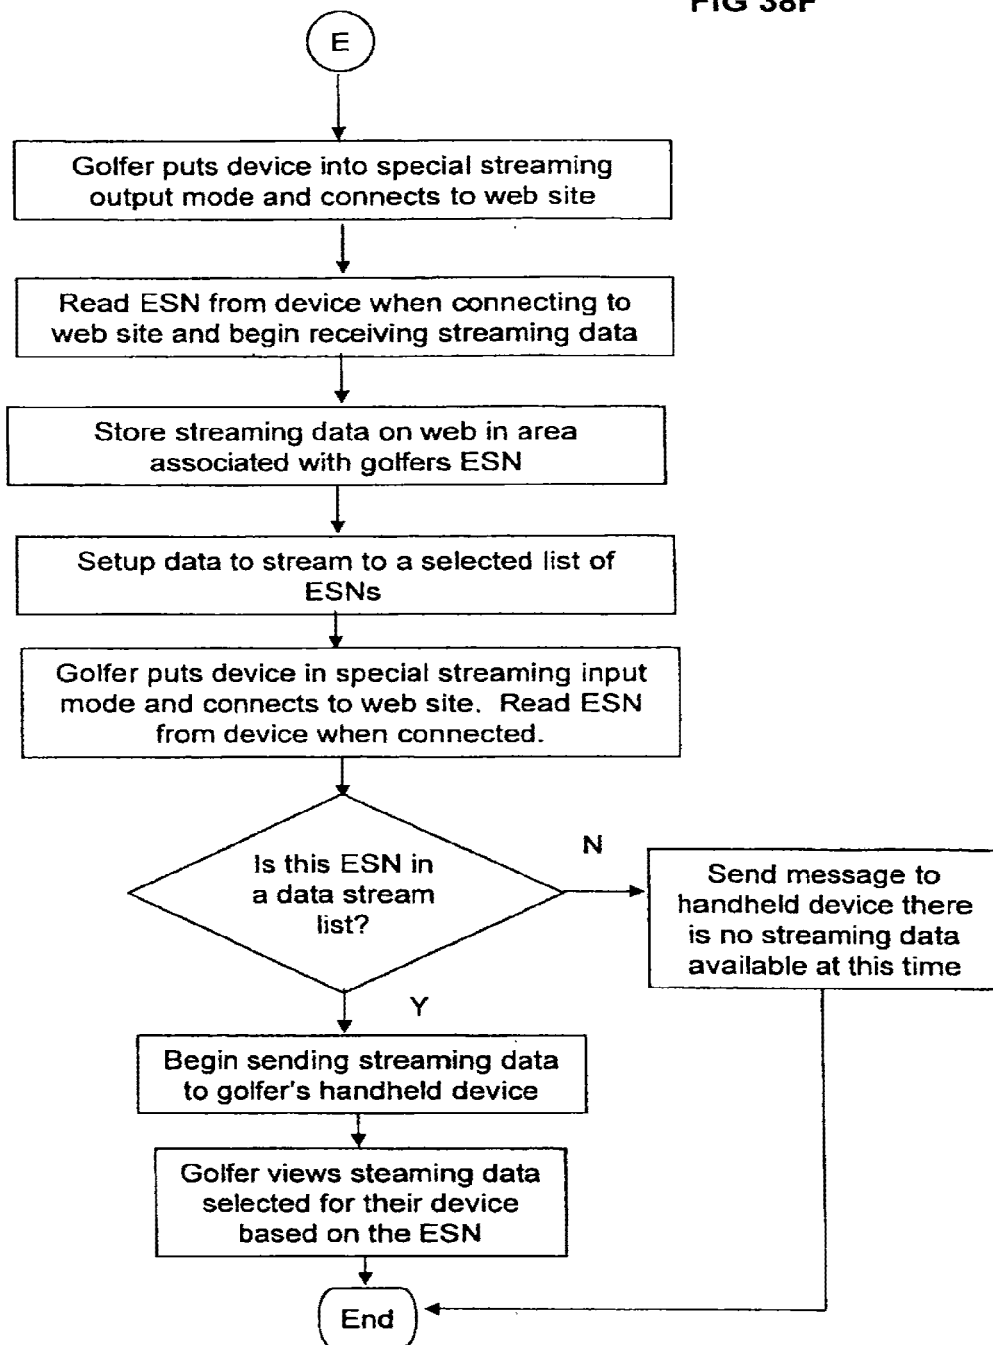 FIG 38F
E
Golfer puts device into special streaming
output mode and connects to web site
Read ESN from device when connecting to
web site and begin receiving streaming data
Store streaming data on web in area
associated with golfers ESN
Setup data to stream to a selected list of
ESNs
Golfer puts device in special streaming input
mode and connects to web site. Read ESN
from device when connected.
Is this ESN in
a data stream
list?
N
Send message to
handheld device there
is no streaming data
available at this time
Y
Begin sending streaming data
to golfer's handheld device
Golfer views steaming data
selected for their device
based on the ESN
End